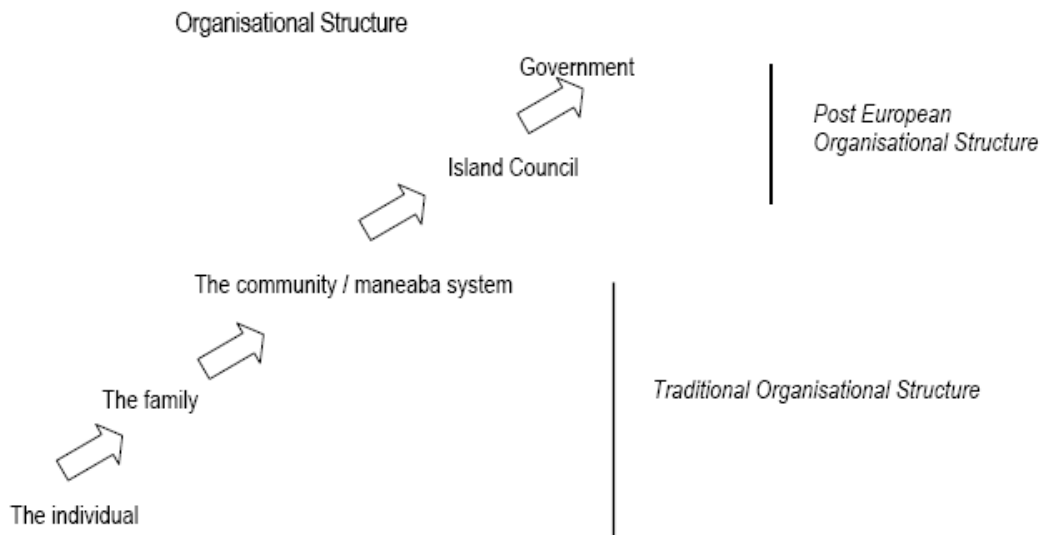 Organisational Structure
Government
Post European
Organisational Structure
Island Council
The community / maneaba system
Traditional Organisational Structure
The family
The individual